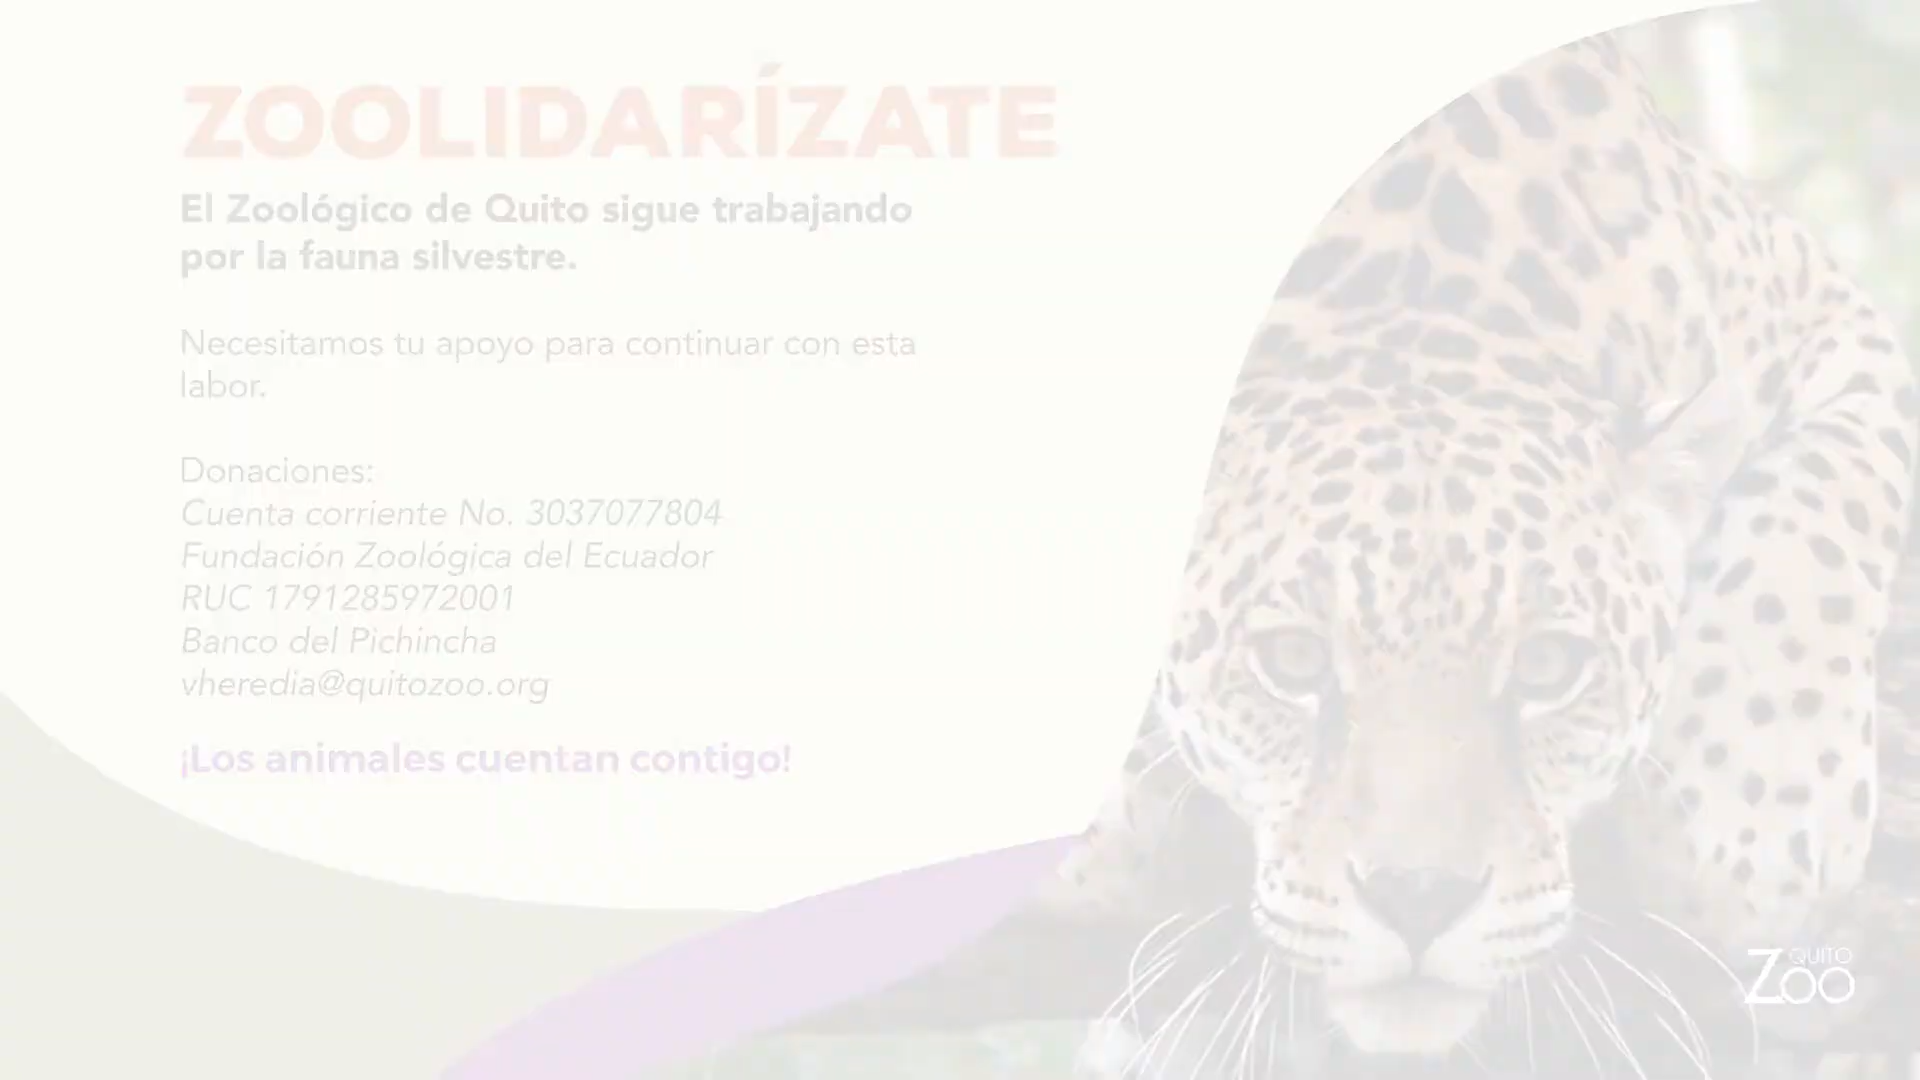 ZOOLIDARÍZATE
El Zoológico de Quito sigue trabajando
por la fauna silvestre.
Necesitamos tu apoyo para continuar con esta
labor.
Donaciones:
Cuenta corriente No. 3037077804
Fundación Zoológica del Ecuador
RUC 1791285972001
Banco del Pichincha
vheredia@quitozoo.org
¡Los animales cuentan contigo!
QUITO
Zoo